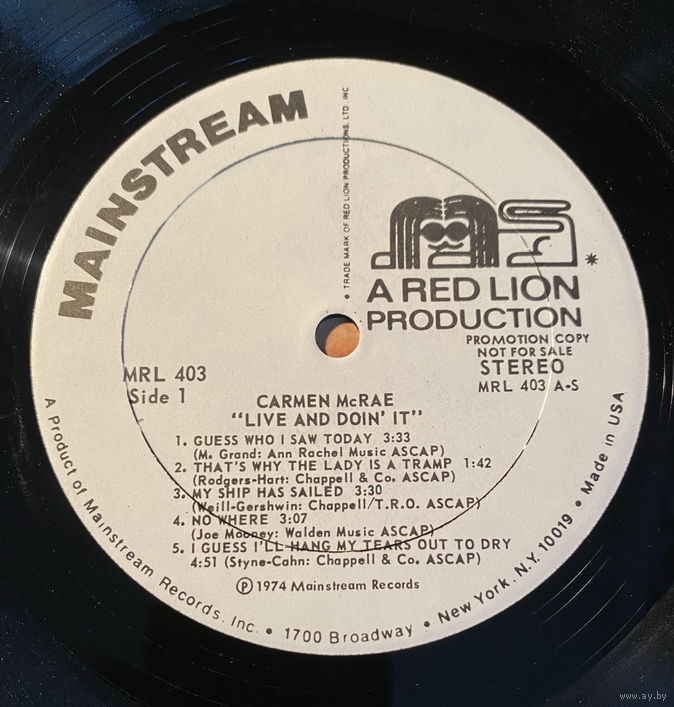 MAINSTREAM
• TRADE MARK OF RED LION PRODUCTIONS, LTD., INC.
*
A RED LION
PRODUCTION
PROMOTION COPY
NOT FOR SALE
STEREO
MRL 403 A-S
MRL 403
Side 1
CARMEN McRAE
"LIVE AND DOIN' IT"
1. GUESS WHO I SAW TODAY 3:33
(M. Grand: Ann Rachel Music ASCAP)
2. THAT'S WHY THE LADY IS A TRAMP 1:42
(Rodgers-Hart: Chappell & Co. ASCAP)
3. MY SHIP HAS SAILED 3:30
(Weill-Gershwin: Chappell/T.R.O. ASCAP)
4. NO WHERE 3:07
(Joe Mooney: Walden Music ASCAP)
5. I GUESS I'LL HANG MY TEARS OUT TO DRY
4:51 (Styne-Cahn: Chappell & Co. ASCAP)
Ⓟ 1974 Mainstream Records
A Product of Mainstream Records, Inc. • 1700 Broadway • New York, N.Y. 10019 • Made in USA
www.ay.by